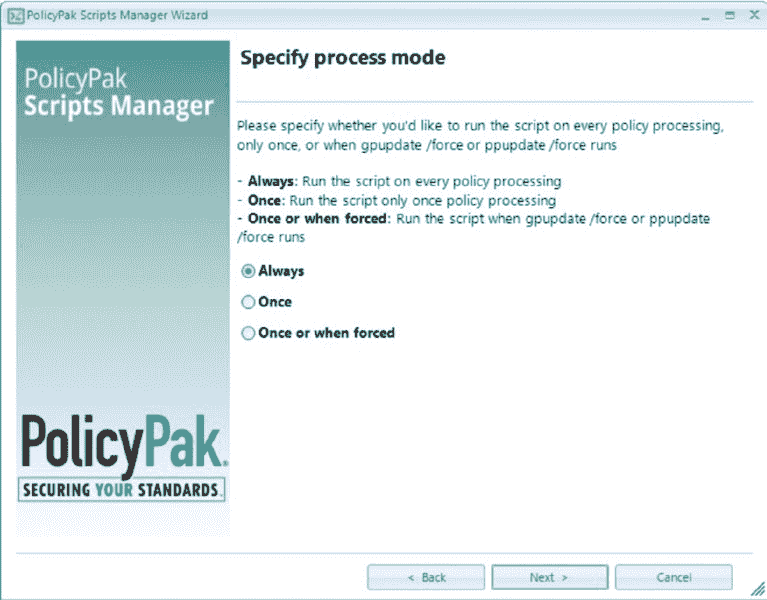 PolicyPak Scripts Manager Wizard
PolicyPak
Scripts Manager
Specify process mode
Please specify whether you'd like to run the script on every policy processing,
only once, or when gpupdate /force or ppupdate /force runs
- Always: Run the script on every policy processing
- Once: Run the script only once policy processing
- Once or when forced: Run the script when gpupdate /force or ppupdate
/force runs
Always
Once
Once or when forced
PolicyPak.
SECURING YOUR STANDARDS.
< Back
Next >
Cancel